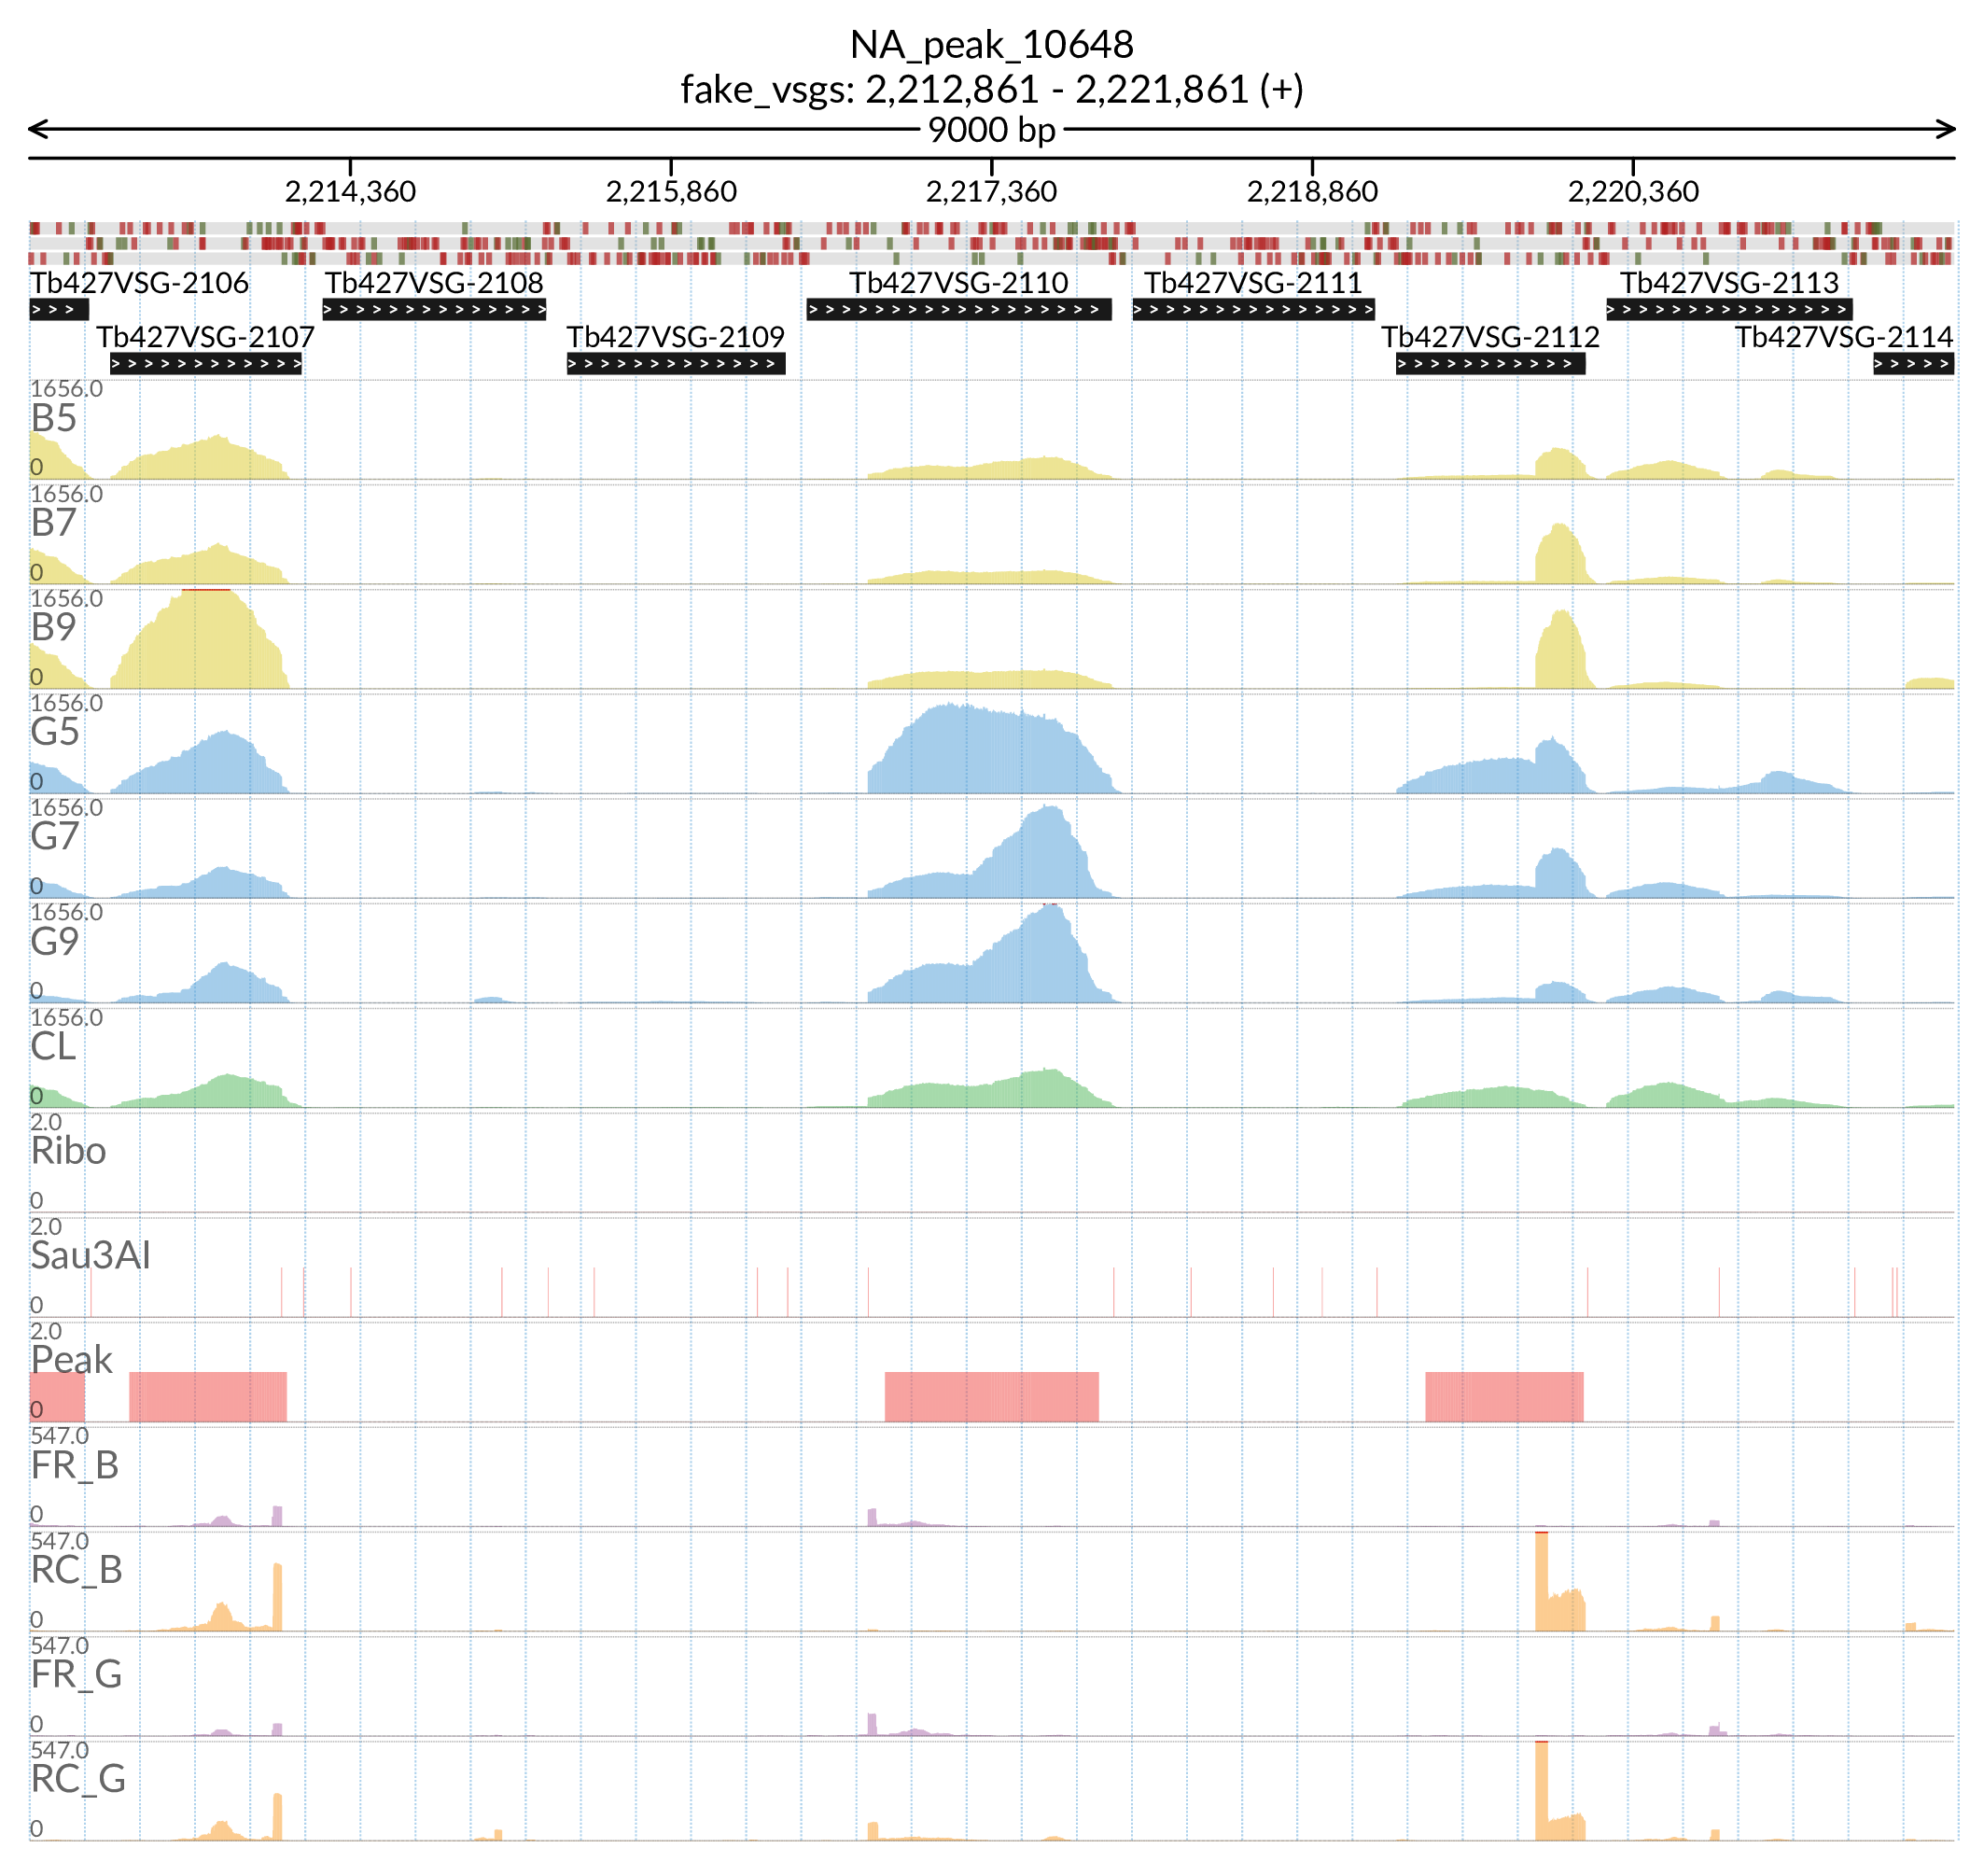 NA_peak_10648
fake_vsgs: 2,212,861 - 2,221,861 (+)
9000 bp
2,214,360 2,215,860 2,217,360 2,218,860 2,220,360
Tb427VSG-2106 Tb427VSG-2108 Tb427VSG-2110 Tb427VSG-2111 Tb427VSG-2113
Tb427VSG-2107 Tb427VSG-2109 Tb427VSG-2112 Tb427VSG-2114
1656.0
B5
0
1656.0
B7
0
1656.0
B9
0
1656.0
G5
0
1656.0
G7
0
1656.0
G9
0
1656.0
CL
0
2.0
Ribo
0
2.0
Sau3AI
0
2.0
Peak
0
547.0
FR_B
0
547.0
RC_B
0
547.0
FR_G
0
547.0
RC_G
0